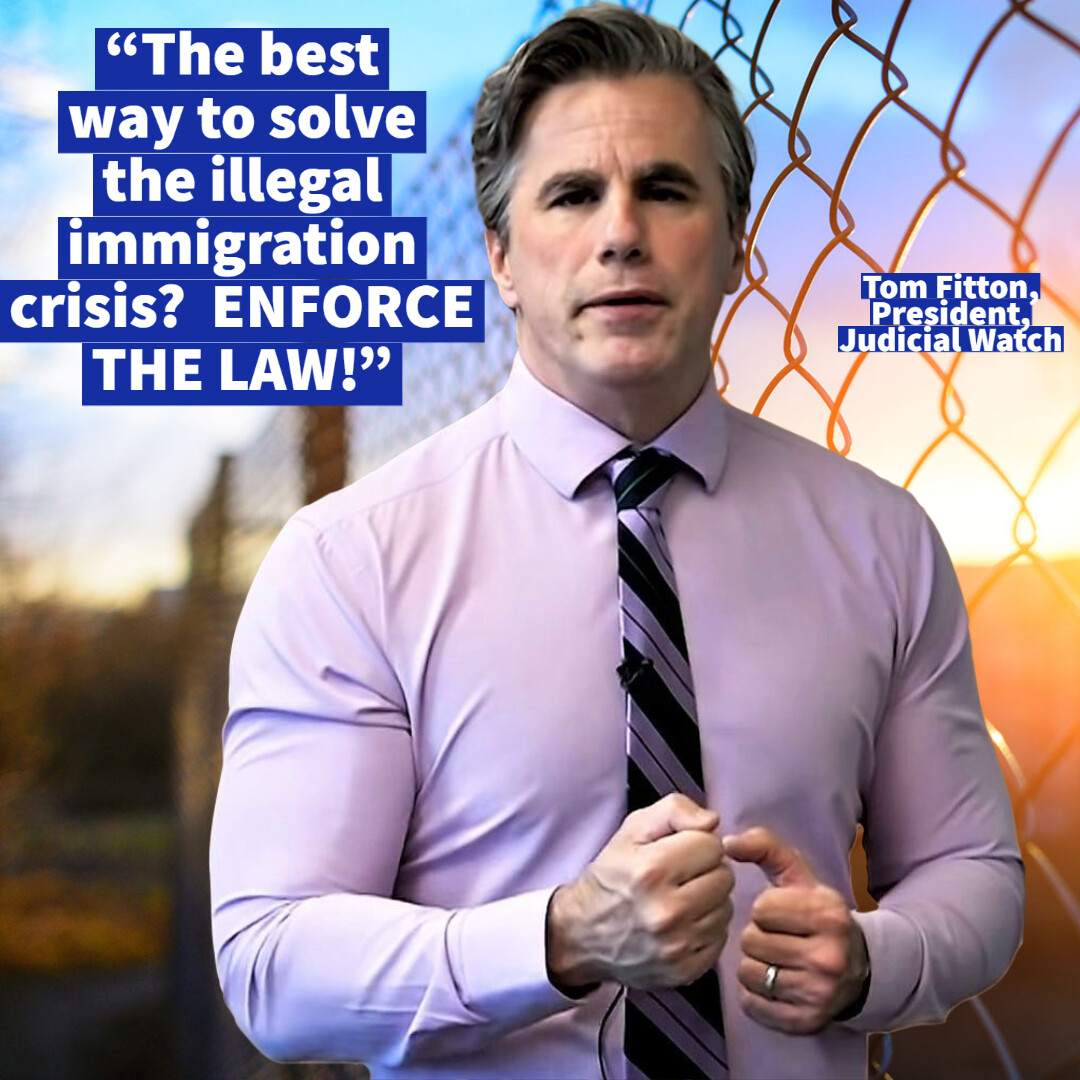 “The best
way to solve
the illegal
immigration
crisis? ENFORCE
THE LAW!”
Tom Fitton,
President,
Judicial Watch